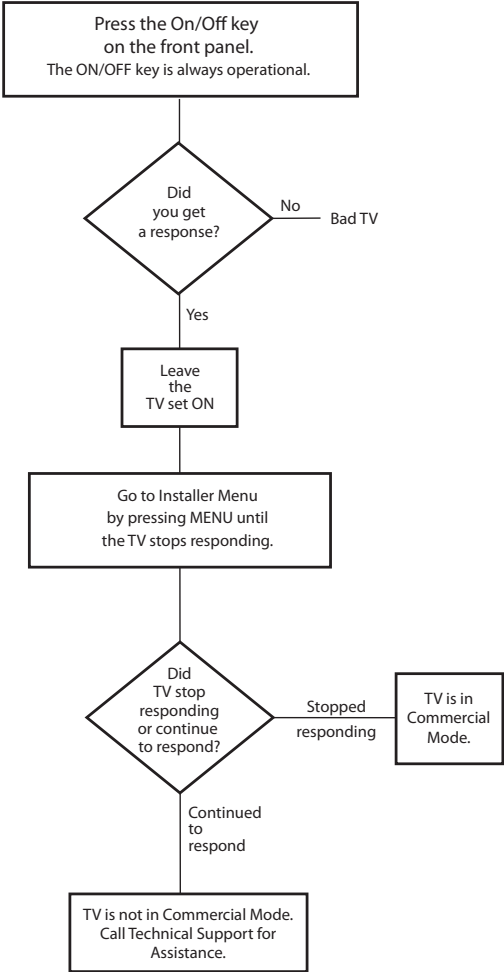 Press the On/Off key
on the front panel.
The ON/OFF key is always operational.
Did
you get
a response?
No
Bad TV
Yes
Leave
the
TV set ON
Go to Installer Menu
by pressing MENU until
the TV stops responding.
Did
TV stop
responding
or continue
to respond?
Stopped
responding
TV is in
Commercial
Mode.
Continued
to
respond
TV is not in Commercial Mode.
Call Technical Support for
Assistance.